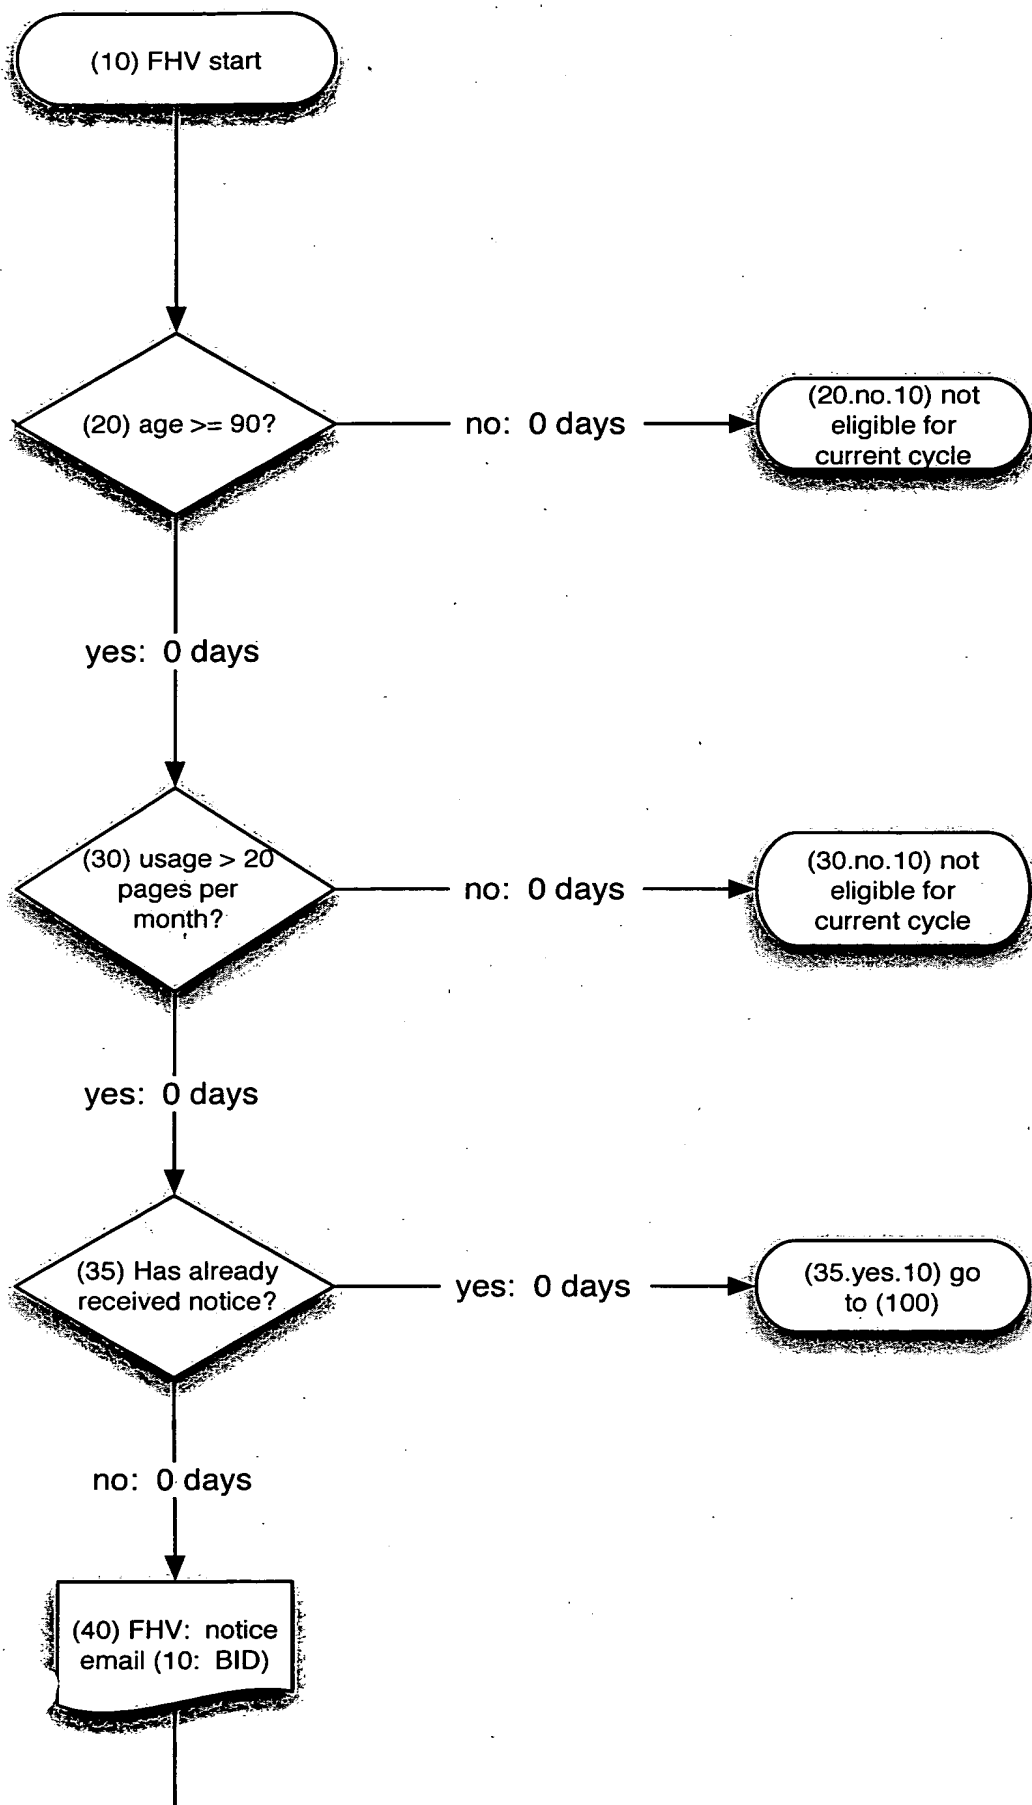 (10) FHV start
(20) age >= 90?
no: 0 days
(20.no.10) not
eligible for
current cycle
yes: 0 days
(30) usage > 20
pages per
month?
no: 0 days
(30.no.10) not
eligible for
current cycle
yes: 0 days
(35) Has already
received notice?
yes: 0 days
(35.yes.10) go
to (100)
no: 0 days
(40) FHV: notice
email (10: BID)